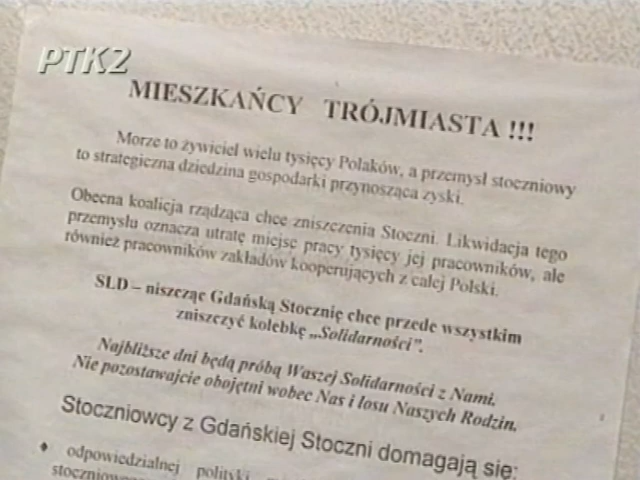 PTK2
MIESZKAŃCY TRÓJMIASTA !!!
Morze to żywiciel wielu tysięcy Polaków, a przemysł stoczniowy
to strategiczna dziedzina gospodarki przynosząca zyski.
Obecna koalicja rządząca chce zniszczenia Stoczni. Likwidacja tego
przemysłu oznacza utratę miejsc pracy tysięcy jej pracowników, ale
również pracowników zakładów kooperujących z całej Polski.
SLD – niszcząc Gdańską Stocznię chce przede wszystkim
zniszczyć kolebkę „Solidarności”.
Najbliższe dni będą próbą Waszej Solidarności z Nami.
Nie pozostawajcie obojętni wobec Nas i losu Naszych Rodzin.
Stoczniowcy z Gdańskiej Stoczni domagają się:
♦ odpowiedzialnej polityki